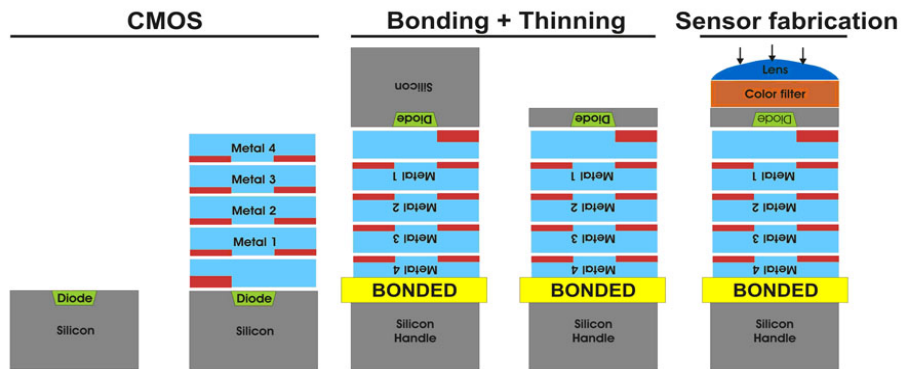 CMOS
Bonding + Thinning
Sensor fabrication
Diode
Silicon
Metal 4
Metal 3
Metal 2
Metal 1
Diode
Silicon
Silicon
Diode
Metal 1
Metal 2
Metal 3
Metal 4
BONDED
Silicon
Handle
Diode
Metal 1
Metal 2
Metal 3
Metal 4
BONDED
Silicon
Handle
Lens
Color filter
Diode
Metal 1
Metal 2
Metal 3
Metal 4
BONDED
Silicon
Handle